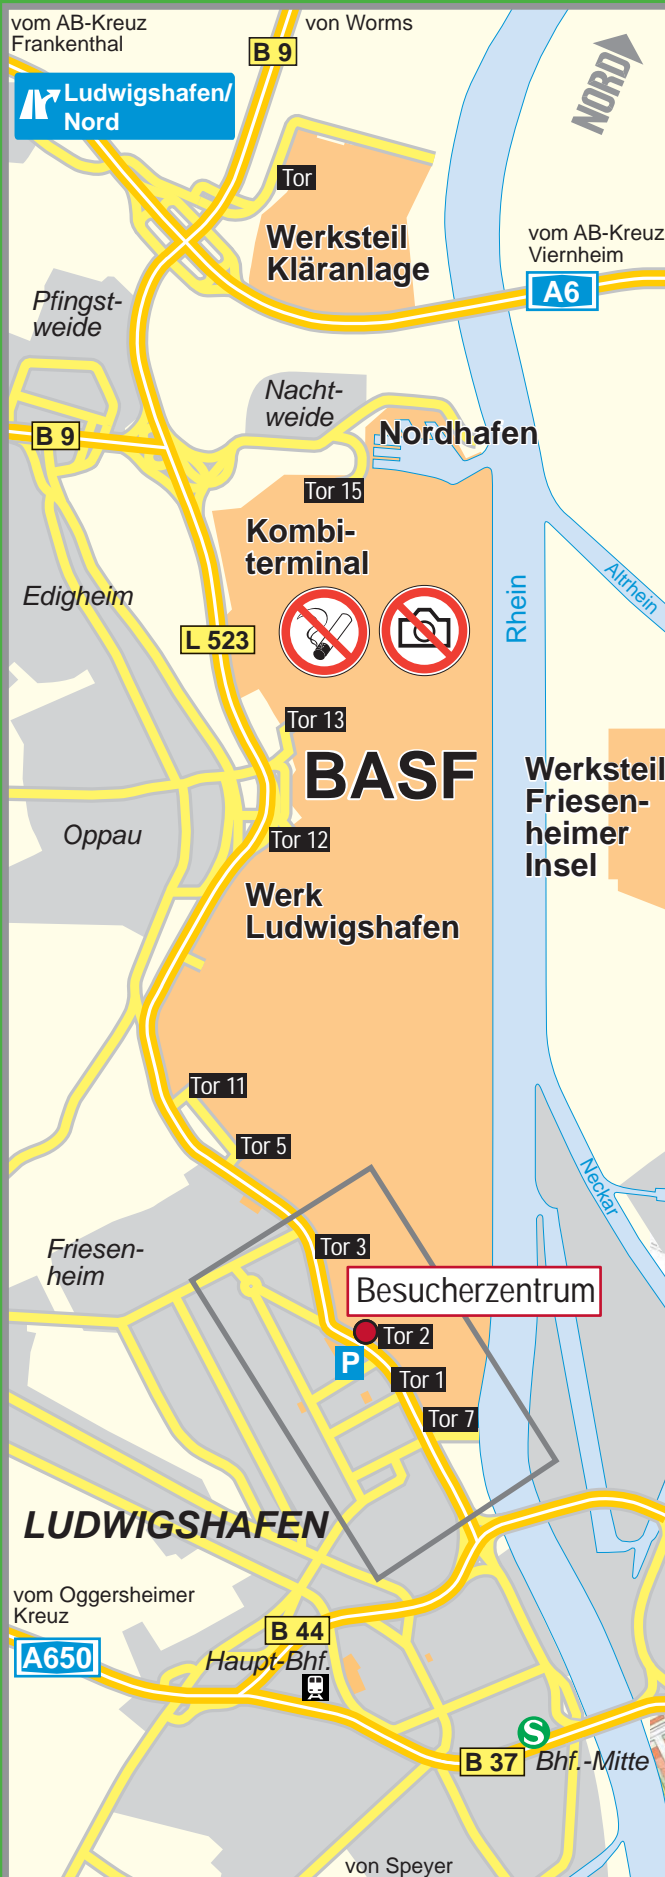 vom AB-Kreuz
Frankenthal
von Worms
B 9
NORD
Ludwigshafen/
Nord
Tor
Werksteil
Kläranlage
vom AB-Kreuz
Viernheim
A6
Pfingst-
weide
Nacht-
weide
B 9
Nordhafen
Tor 15
Kombi-
terminal
Altrhein
Rhein
Edigheim
L 523
Tor 13
BASF
Werksteil
Friesen-
heimer
Insel
Oppau
Tor 12
Werk
Ludwigshafen
Tor 11
Tor 5
Neckar
Friesen-
heim
Tor 3
Besucherzentrum
Tor 2
P
Tor 1
Tor 7
LUDWIGSHAFEN
vom Oggersheimer
Kreuz
B 44
A650
Haupt-Bhf.
S
B 37
Bhf.-Mitte
von Speyer